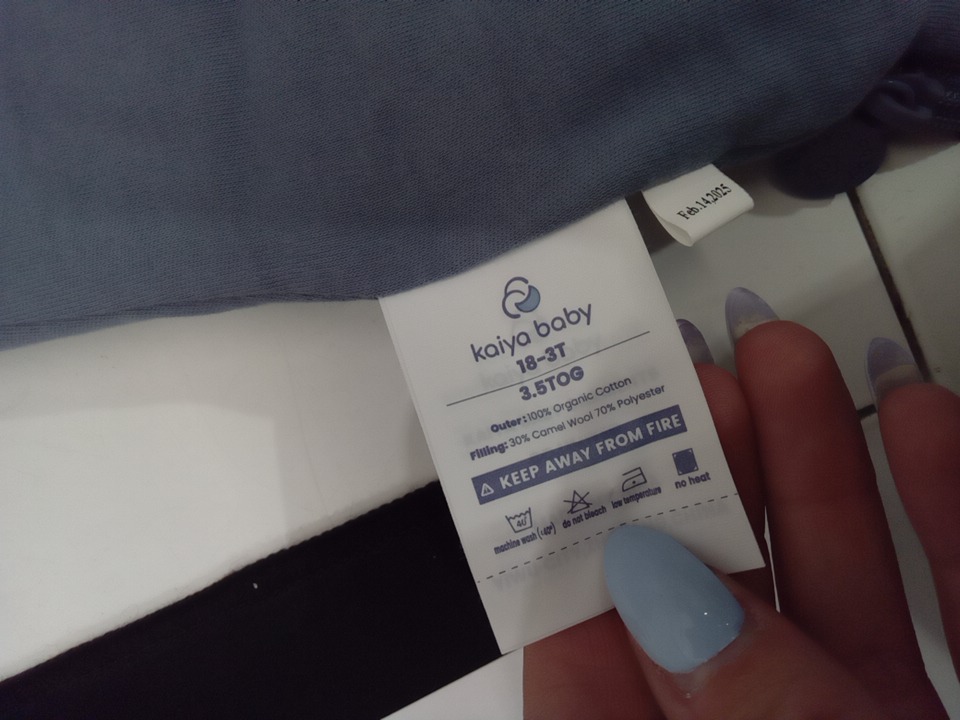 Feb.14,2025
kaiya baby
18-3T
3.5TOG
Outer:100% Organic Cotton
Filling:30% Camel Wool 70% Polyester
KEEP AWAY FROM FIRE
40°
machine wash (<40°) do not bleach low temperature no heat